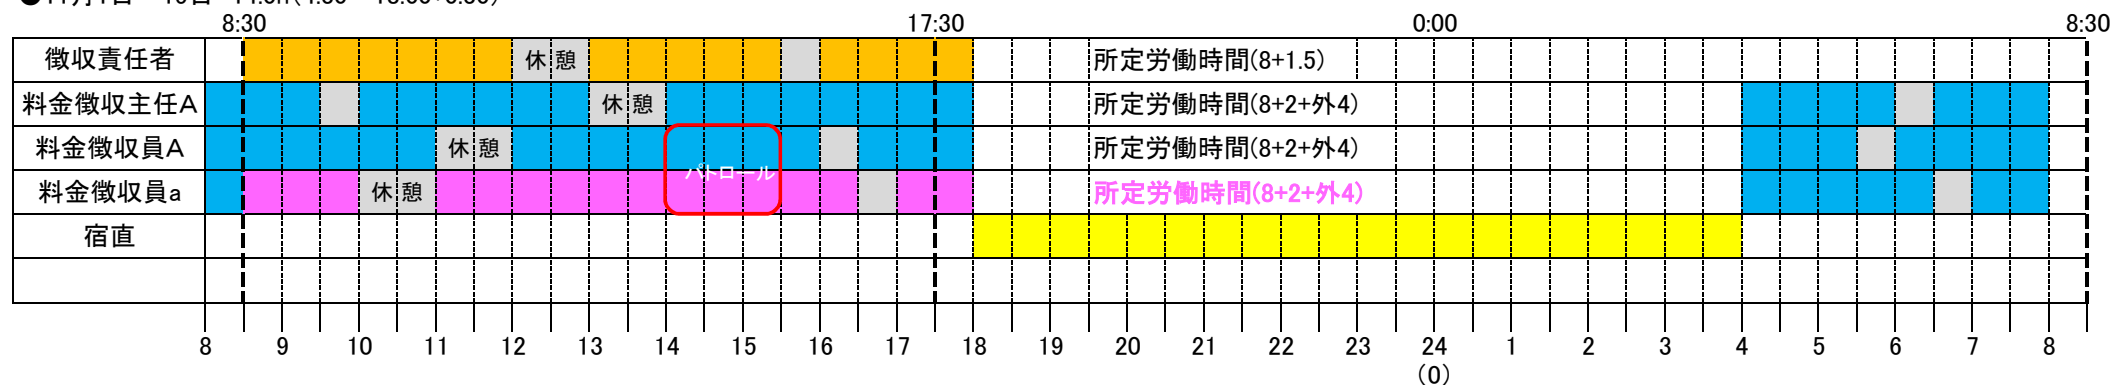 8:30 17:30 0:00 8:30
徴収責任者 休憩 所定労働時間(8+1.5)
料金徴収主任A 休憩 所定労働時間(8+2+外4)
料金徴収員A 休憩 所定労働時間(8+2+外4)
パトロール
料金徴収員a 休憩 所定労働時間(8+2+外4)
宿直
8 9 10 11 12 13 14 15 16 17 18 19 20 21 22 23 24 1 2 3 4 5 6 7 8
(0)